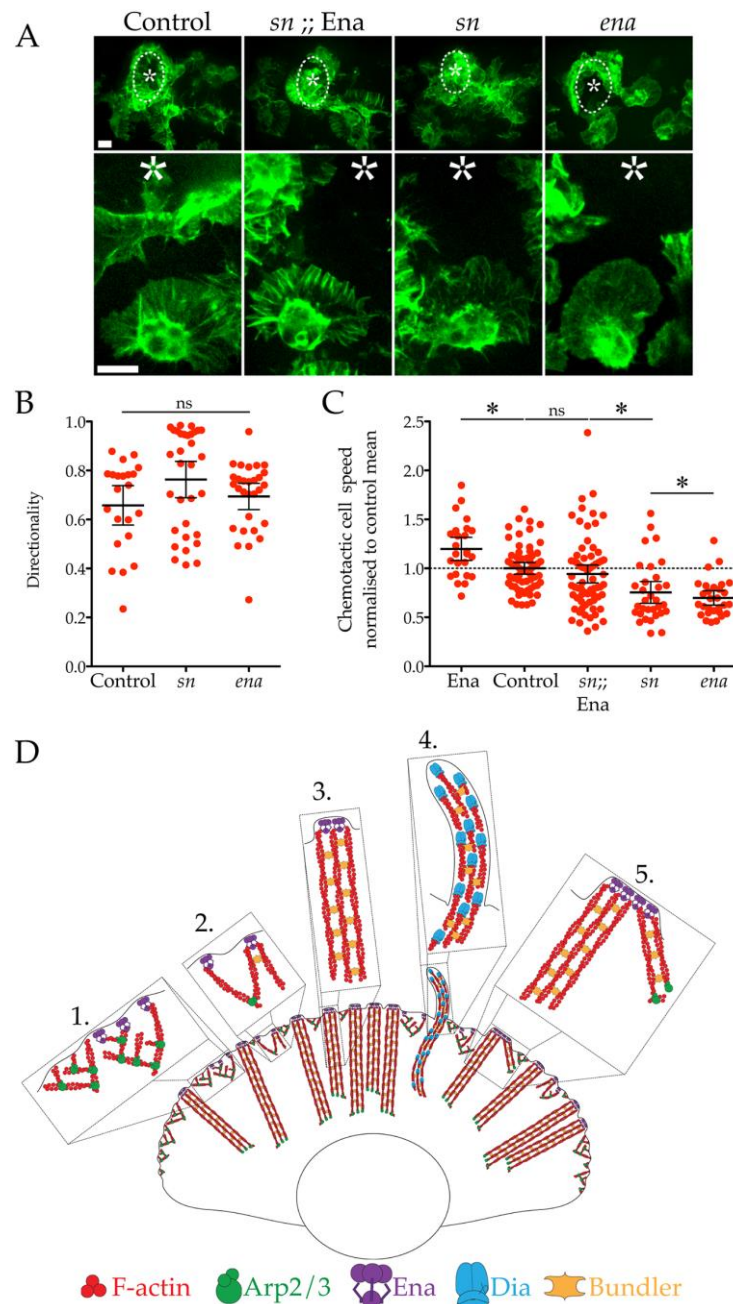 A
Control sn ;; Ena sn ena
*
*
*
*
*
*
*
*
B
ns
Directionality
1.0
0.8
0.6
0.4
0.2
0.0
Control sn ena
C
* ns *
*
Chemotactic cell speed
normalised to control mean
2.5
2.0
1.5
1.0
0.5
0.0
Ena Control sn;; sn ena
Ena
D
1.
2.
3.
4.
5.
F-actin Arp2/3 Ena Dia Bundler